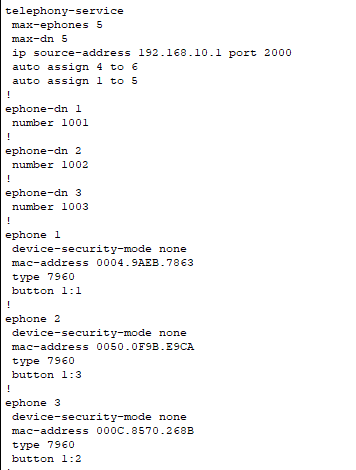 telephony-service
 max-ephones 5
 max-dn 5
 ip source-address 192.168.10.1 port 2000
 auto assign 4 to 6
 auto assign 1 to 5
!
ephone-dn 1
 number 1001
!
ephone-dn 2
 number 1002
!
ephone-dn 3
 number 1003
!
ephone 1
 device-security-mode none
 mac-address 0004.9AEB.7863
 type 7960
 button 1:1
!
ephone 2
 device-security-mode none
 mac-address 0050.0F9B.E9CA
 type 7960
 button 1:3
!
ephone 3
 device-security-mode none
 mac-address 000C.8570.268B
 type 7960
 button 1:2